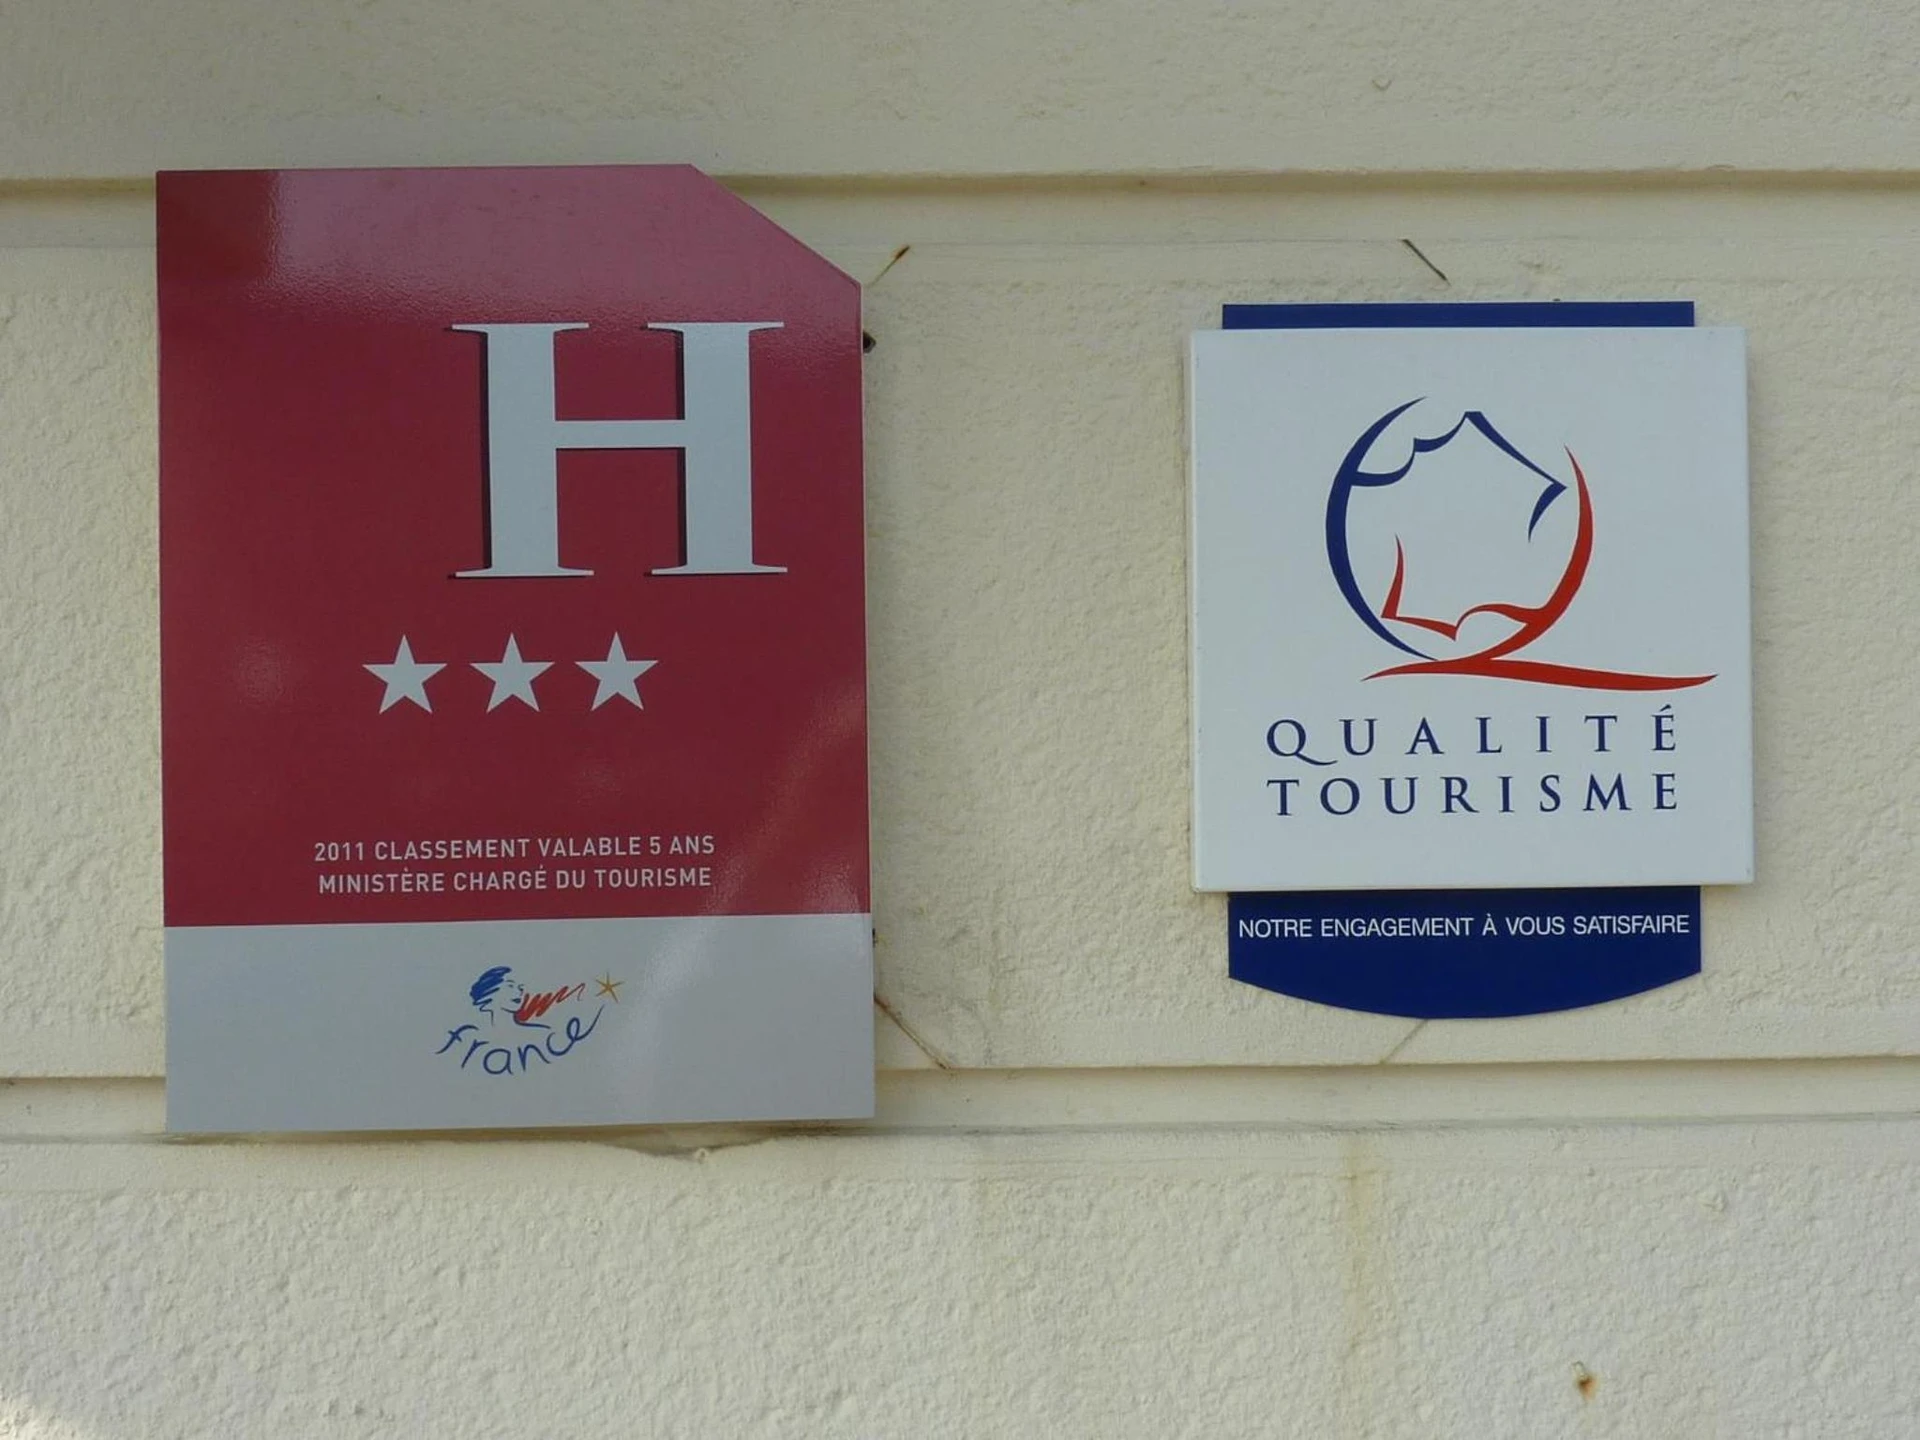 H
2011 CLASSEMENT VALABLE 5 ANS
MINISTÈRE CHARGÉ DU TOURISME
france
QUALITÉ
TOURISME
NOTRE ENGAGEMENT À VOUS SATISFAIRE